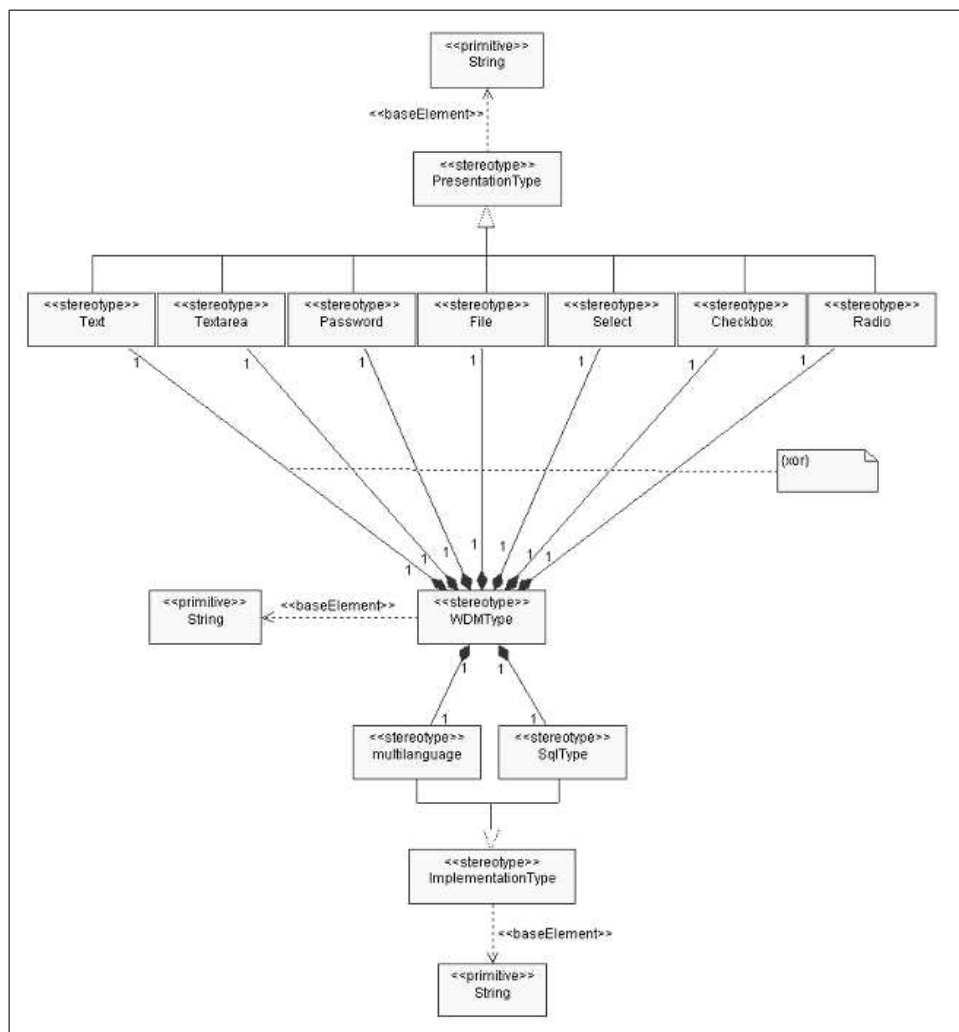 <<primitive>>
String
<<baseElement>>
<<stereotype>>
PresentationType
<<stereotype>>
Text
<<stereotype>>
Textarea
<<stereotype>>
Password
<<stereotype>>
File
<<stereotype>>
Select
<<stereotype>>
Checkbox
<<stereotype>>
Radio
1
1
1
1
1
1
1
{xor}
1
1
1
1
1
1
1
<<primitive>>
String
<<baseElement>>
<<stereotype>>
WDMType
1
1
1
1
<<stereotype>>
multilanguage
<<stereotype>>
SqlType
<<stereotype>>
ImplementationType
<<baseElement>>
<<primitive>>
String